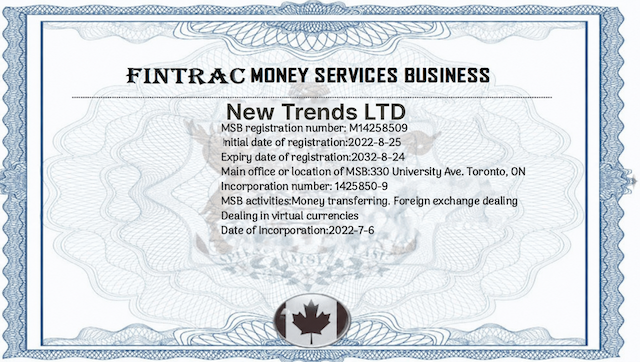 FINTRAC MONEY SERVICES BUSINESS
New Trends LTD
MSB registration number: M14258509
Initial date of registration:2022-8-25
Expiry date of registration:2032-8-24
Main office or location of MSB:330 University Ave. Toronto, ON
Incorporation number: 1425850-9
MSB activities:Money transferring. Foreign exchange dealing
Dealing in virtual currencies
Date of Incorporation:2022-7-6